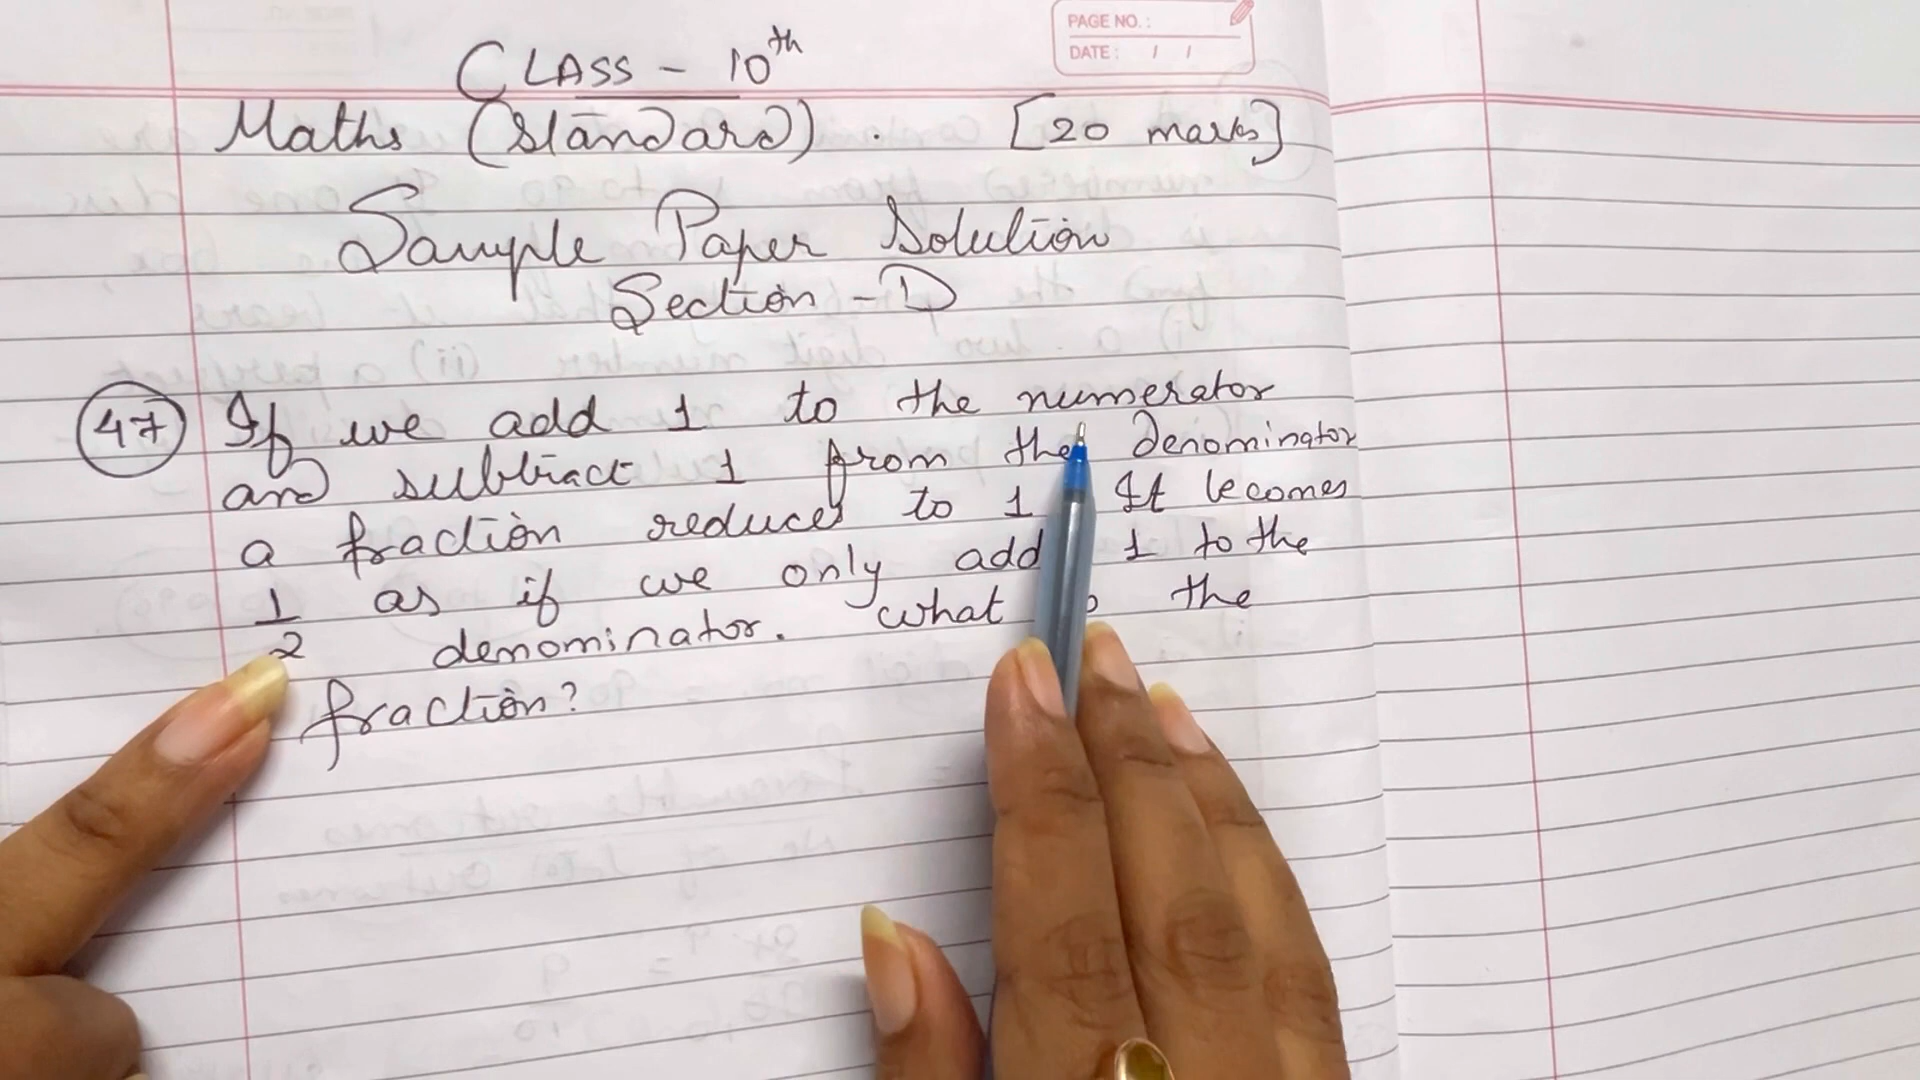 PAGE NO. :
DATE : / /
CLASS - 10th
Maths (Standard). [20 marks]
Sample Paper Solution
Section - D
47 If we add 1 to the numerator
and subtract 1 from the denominator
a fraction reduces to 1 It becomes
1/2 as if we only add 1 to the
denominator. what the
fraction?